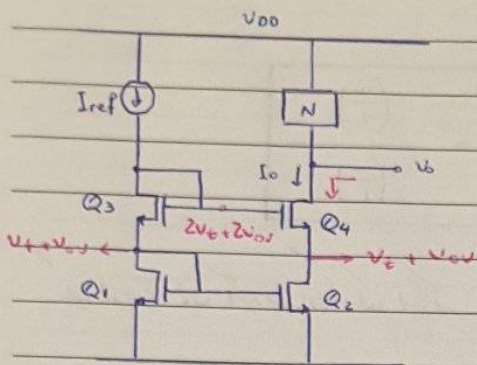 VDD
Iref
N
Io
vo
Q3
2Vt + 2Vov
Q4
Vt + Vov
Vt + Vov
Q1
Q2